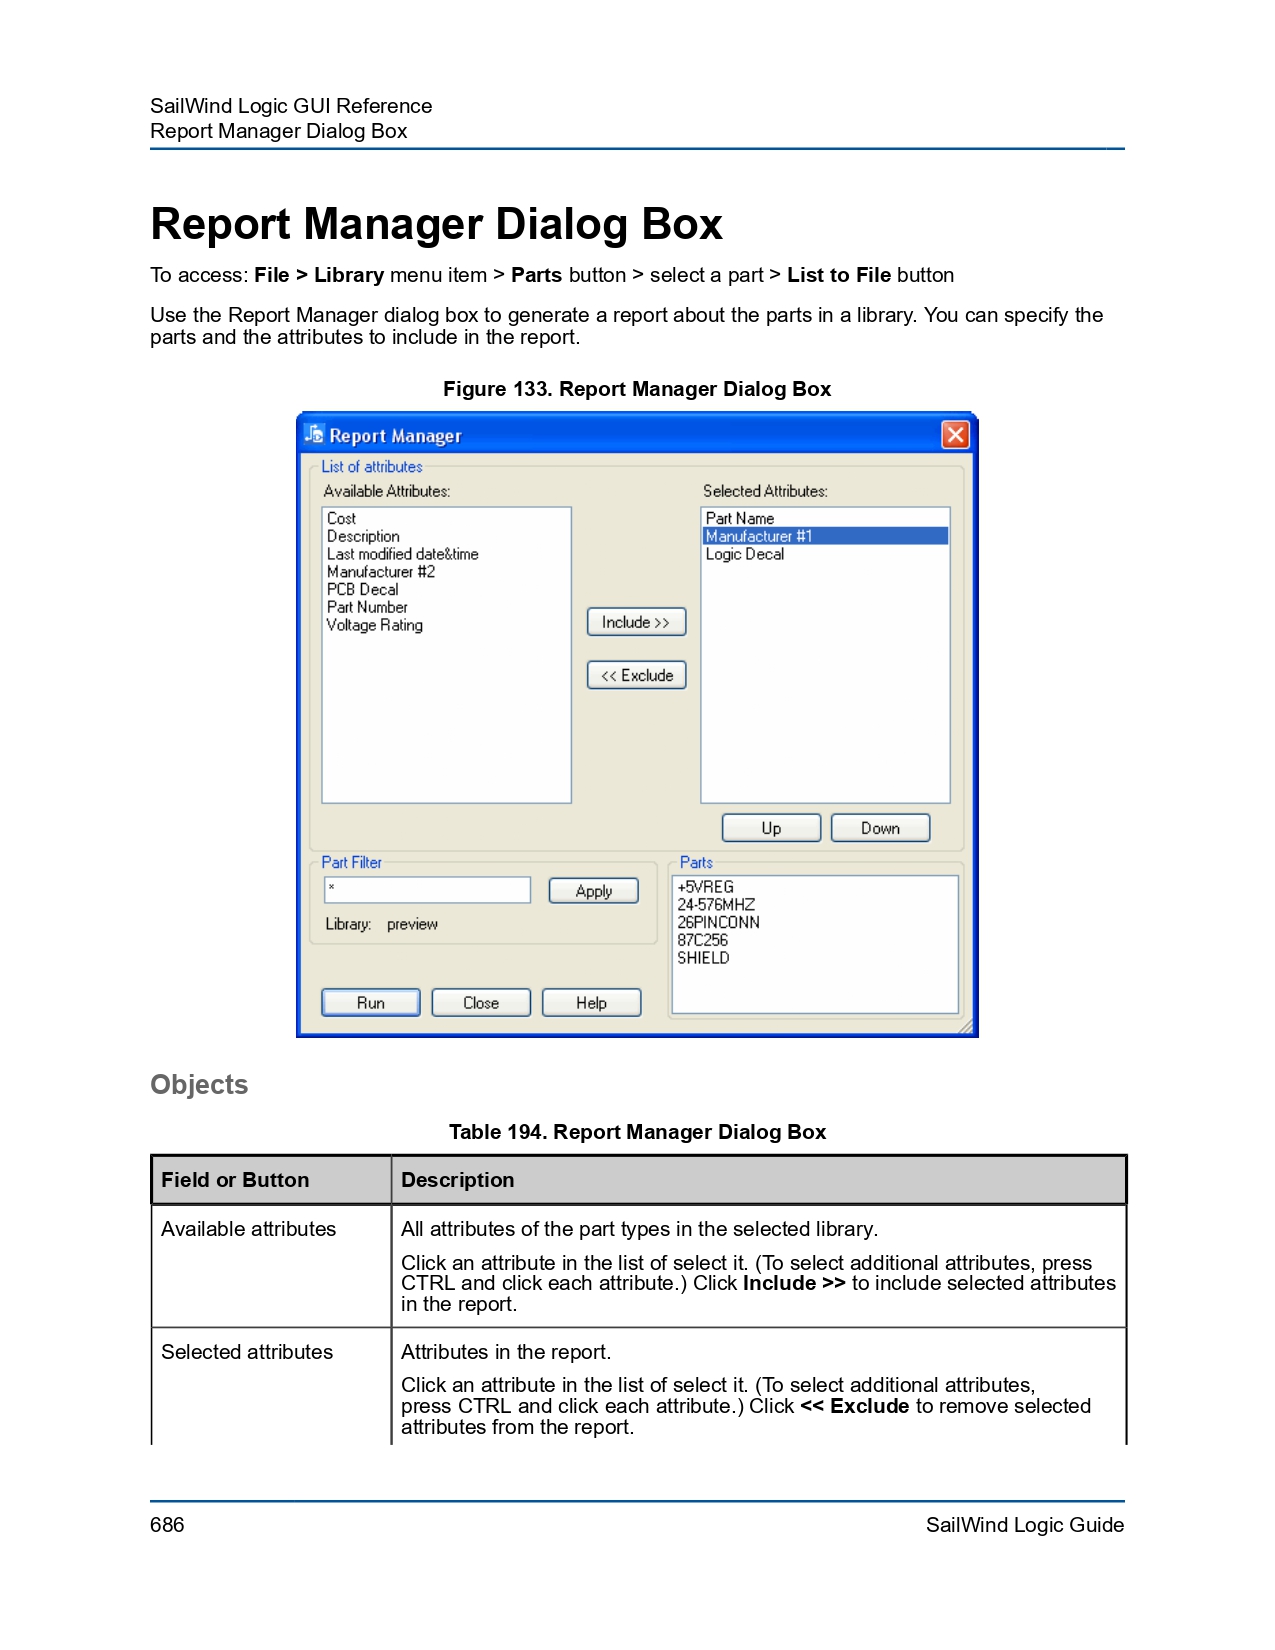 SailWind Logic GUI Reference
Report Manager Dialog Box
Report Manager Dialog Box
To access: File > Library menu item > Parts button > select a part > List to File button
Use the Report Manager dialog box to generate a report about the parts in a library. You can specify the
parts and the attributes to include in the report.
Figure 133. Report Manager Dialog Box
Report Manager
List of attributes
Available Attributes:
Cost
Description
Last modified date&time
Manufacturer #2
PCB Decal
Part Number
Voltage Rating
Include >>
<< Exclude
Selected Attributes:
Part Name
Manufacturer #1
Logic Decal
Up Down
Part Filter
*
Apply
Library: preview
Parts
+5VREG
24-576MHZ
26PINCONN
87C256
SHIELD
Run Close Help
Objects
Table 194. Report Manager Dialog Box
Field or Button Description
Available attributes All attributes of the part types in the selected library.
Click an attribute in the list of select it. (To select additional attributes, press
CTRL and click each attribute.) Click Include >> to include selected attributes
in the report.
Selected attributes Attributes in the report.
Click an attribute in the list of select it. (To select additional attributes,
press CTRL and click each attribute.) Click << Exclude to remove selected
attributes from the report.
686 SailWind Logic Guide